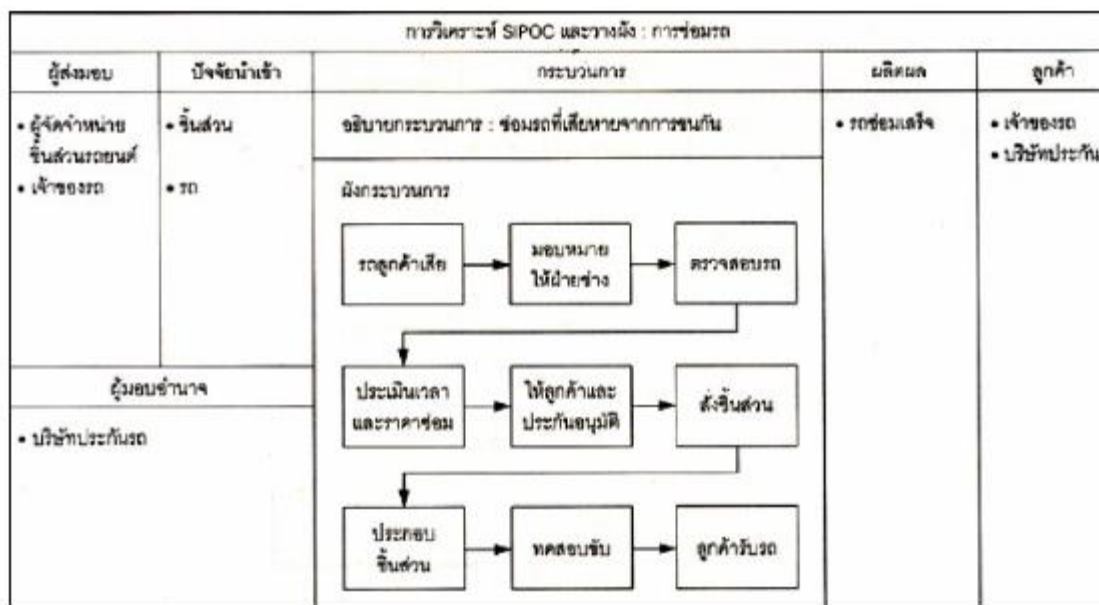 การวิเคราะห์ SIPOC และวางผัง : การซ่อมรถ
ผู้ส่งมอบ
ปัจจัยนำเข้า
กระบวนการ
ผลิตผล
ลูกค้า
• ผู้จัดจำหน่าย
ชิ้นส่วนรถยนต์
• เจ้าของรถ
• ชิ้นส่วน
• รถ
อธิบายกระบวนการ : ซ่อมรถที่เสียหายจากการชนกัน
• รถซ่อมเสร็จ
• เจ้าของรถ
• บริษัทประกัน
ผังกระบวนการ
รถลูกค้าเสีย
มอบหมาย
ให้ฝ่ายช่าง
ตรวจสอบรถ
ประเมินเวลา
และราคาซ่อม
ให้ลูกค้าและ
ประกันอนุมัติ
สั่งชิ้นส่วน
ประกอบ
ชิ้นส่วน
ทดสอบขับ
ลูกค้ารับรถ
ผู้มอบอำนาจ
• บริษัทประกันรถ